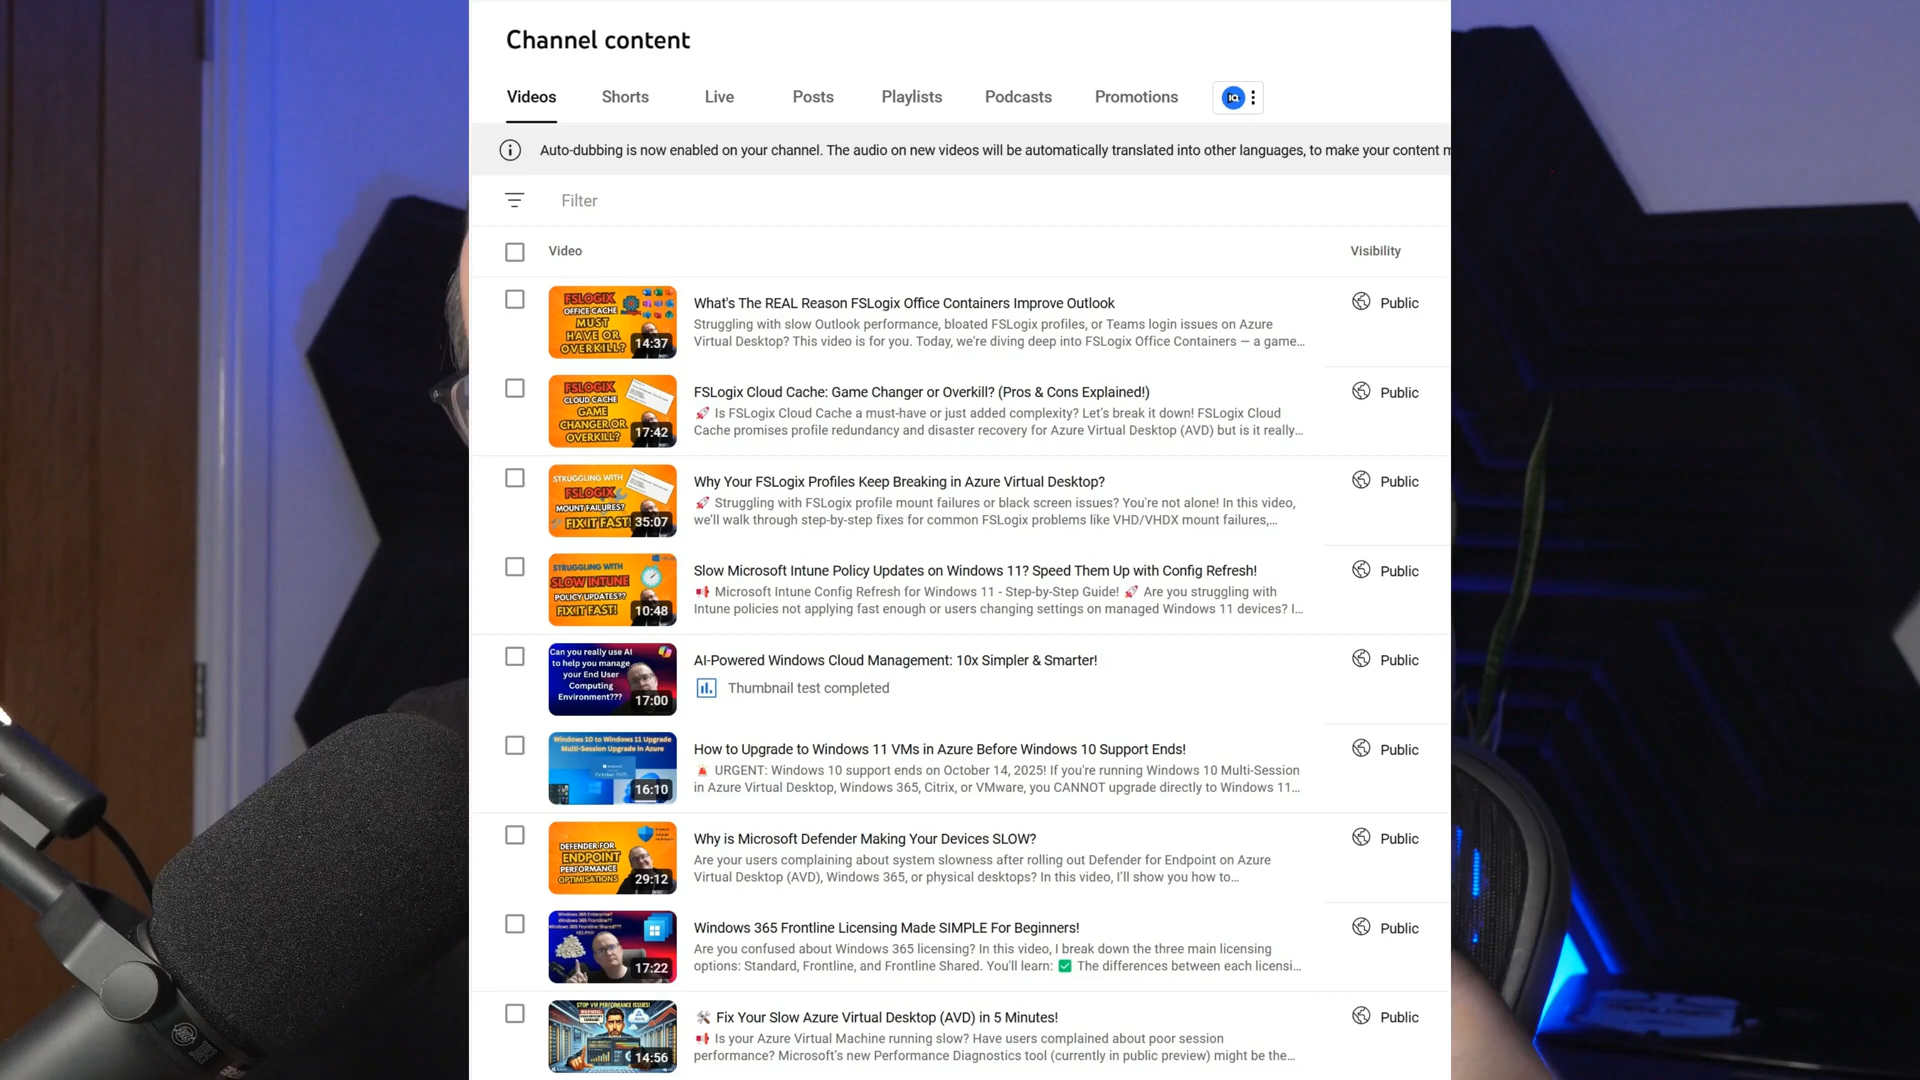 Channel content
Videos
Shorts
Live
Posts
Playlists
Podcasts
Promotions
IQ
Auto-dubbing is now enabled on your channel. The audio on new videos will be automatically translated into other languages, to make your content m
Filter
Video
Visibility
FSLOGIX
OFFICE CACHE
MUST
HAVE OR
OVERKILL?
14:37
What's The REAL Reason FSLogix Office Containers Improve Outlook
Struggling with slow Outlook performance, bloated FSLogix profiles, or Teams login issues on Azure
Virtual Desktop? This video is for you. Today, we're diving deep into FSLogix Office Containers — a game…
Public
FSLOGIX
CLOUD CACHE
GAME
CHANGER OR
OVERKILL?
17:42
FSLogix Cloud Cache: Game Changer or Overkill? (Pros & Cons Explained!)
🚀 Is FSLogix Cloud Cache a must-have or just added complexity? Let's break it down! FSLogix Cloud
Cache promises profile redundancy and disaster recovery for Azure Virtual Desktop (AVD) but is it really…
Public
STRUGGLING WITH
FSLOGIX
MOUNT FAILURES?
FIX IT FAST!
35:07
Why Your FSLogix Profiles Keep Breaking in Azure Virtual Desktop?
🚀 Struggling with FSLogix profile mount failures or black screen issues? You're not alone! In this video,
we'll walk through step-by-step fixes for common FSLogix problems like VHD/VHDX mount failures,…
Public
STRUGGLING WITH
SLOW INTUNE
POLICY UPDATES??
FIX IT FAST!
10:48
Slow Microsoft Intune Policy Updates on Windows 11? Speed Them Up with Config Refresh!
📢 Microsoft Intune Config Refresh for Windows 11 - Step-by-Step Guide! 🚀 Are you struggling with
Intune policies not applying fast enough or users changing settings on managed Windows 11 devices? I…
Public
Can you really use AI
to help you manage
your End User
Computing
Environment???
17:00
AI-Powered Windows Cloud Management: 10x Simpler & Smarter!
Thumbnail test completed
Public
Windows 10 to Windows 11 Upgrade
Multi-Session Upgrade in Azure
October 2025
16:10
How to Upgrade to Windows 11 VMs in Azure Before Windows 10 Support Ends!
🚨 URGENT: Windows 10 support ends on October 14, 2025! If you're running Windows 10 Multi-Session
in Azure Virtual Desktop, Windows 365, Citrix, or VMware, you CANNOT upgrade directly to Windows 11…
Public
DEFENDER FOR
ENDPOINT
PERFORMANCE
OPTIMISATIONS
29:12
Why is Microsoft Defender Making Your Devices SLOW?
Are your users complaining about system slowness after rolling out Defender for Endpoint on Azure
Virtual Desktop (AVD), Windows 365, or physical desktops? In this video, I'll show you how to…
Public
Windows 365 Enterprise?
Windows 365 Frontline??
Windows 365 Frontline Shared???
HELP!!!!
17:22
Windows 365 Frontline Licensing Made SIMPLE For Beginners!
Are you confused about Windows 365 licensing? In this video, I break down the three main licensing
options: Standard, Frontline, and Frontline Shared. You'll learn: ✅ The differences between each licensi…
Public
STOP VM PERFORMANCE ISSUES!
14:56
🛠 Fix Your Slow Azure Virtual Desktop (AVD) in 5 Minutes!
📢 Is your Azure Virtual Machine running slow? Have users complained about poor session
performance? Microsoft's new Performance Diagnostics tool (currently in public preview) might be the…
Public